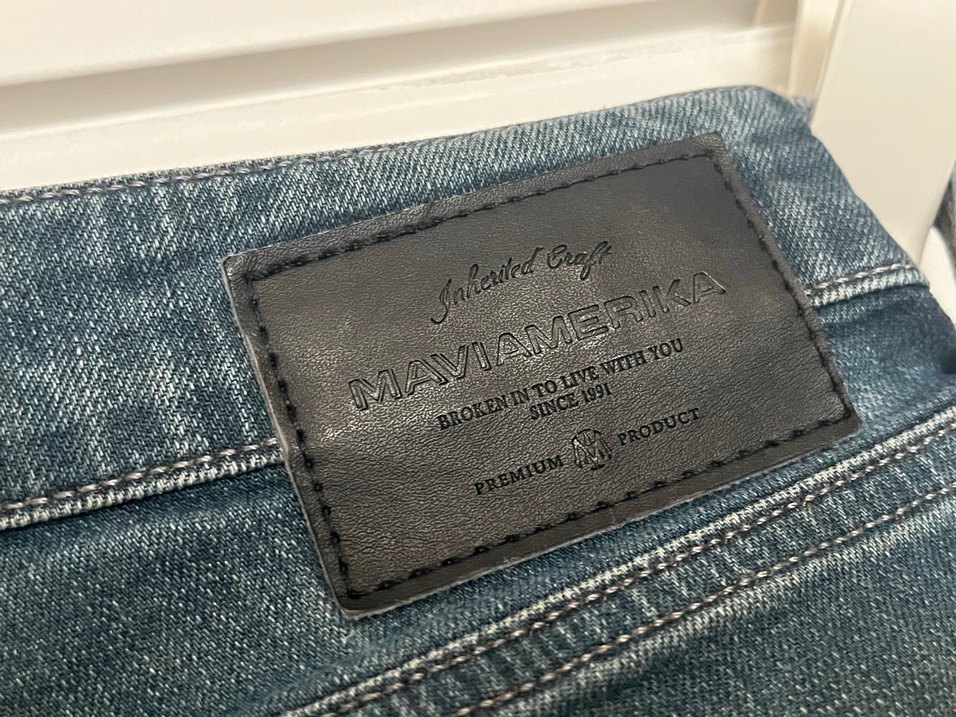 Inherited Craft
MAVIAMERIKA
BROKEN IN TO LIVE WITH YOU
SINCE 1991
PREMIUM M PRODUCT